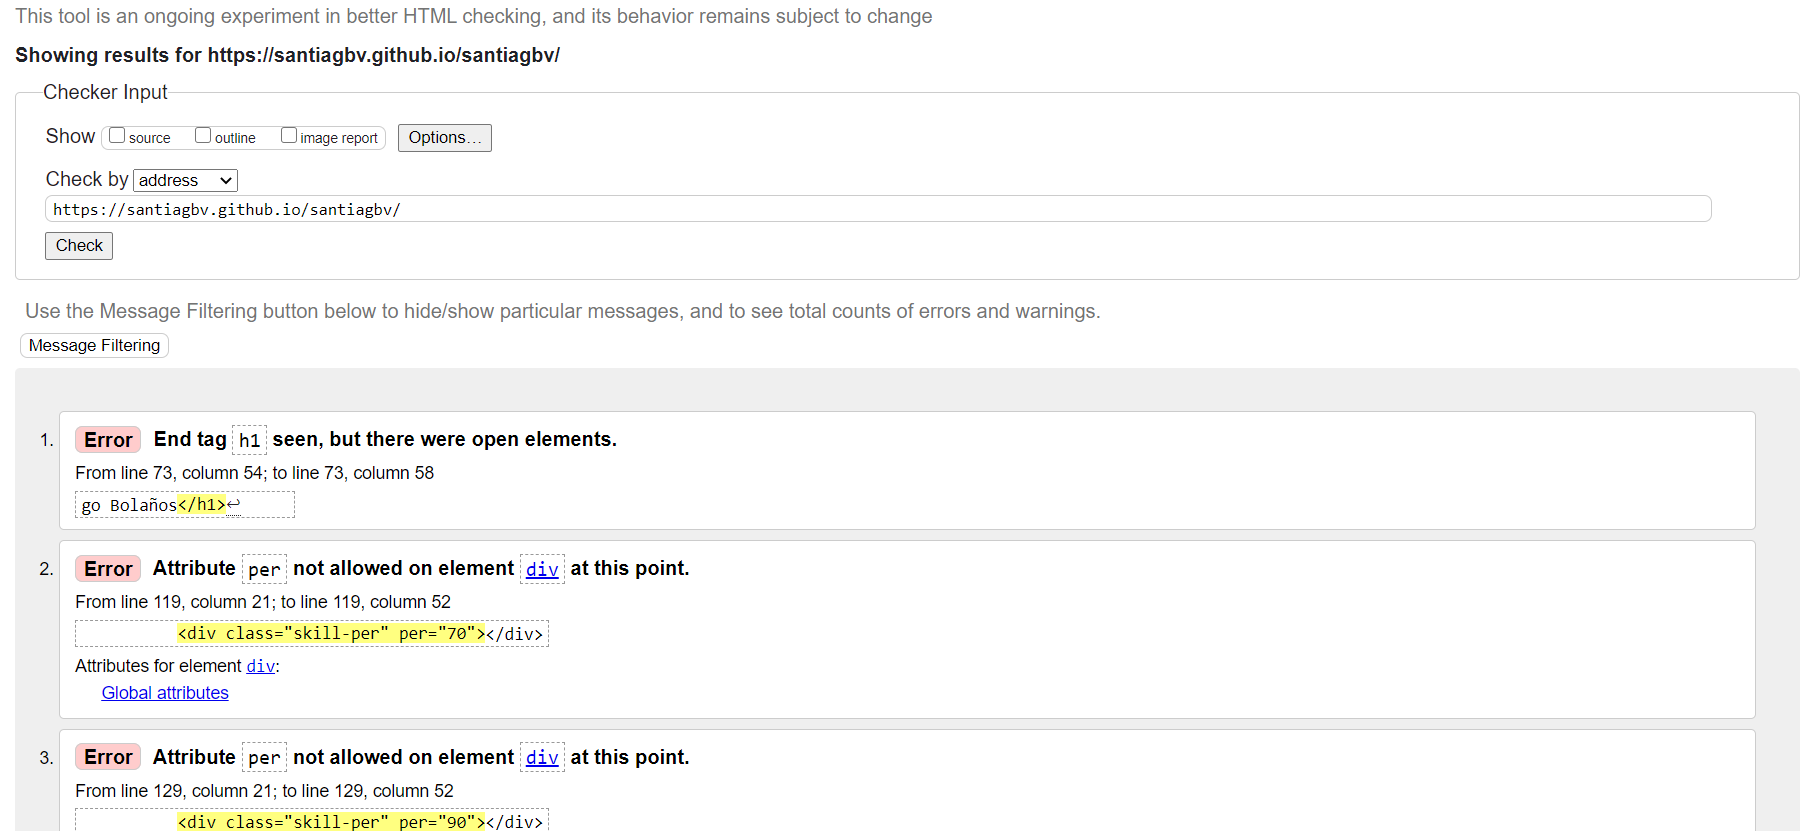 This tool is an ongoing experiment in better HTML checking, and its behavior remains subject to change
Showing results for https://santiagbv.github.io/santiagbv/
Checker Input
Show source outline image report Options...
Check by address
https://santiagbv.github.io/santiagbv/
Check
Use the Message Filtering button below to hide/show particular messages, and to see total counts of errors and warnings.
Message Filtering
1. Error End tag h1 seen, but there were open elements.
From line 73, column 54; to line 73, column 58
go Bolaños</h1>↩
2. Error Attribute per not allowed on element div at this point.
From line 119, column 21; to line 119, column 52
<div class="skill-per" per="70"></div>
Attributes for element div:
Global attributes
3. Error Attribute per not allowed on element div at this point.
From line 129, column 21; to line 129, column 52
<div class="skill-per" per="90"></div>